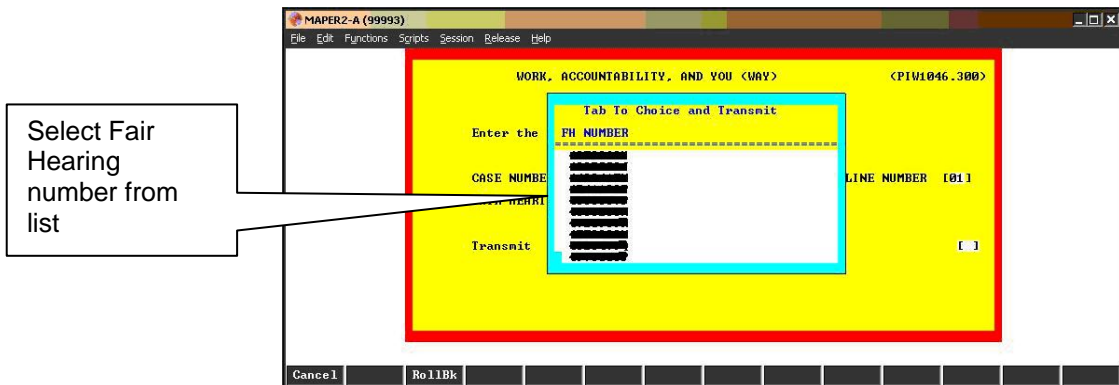 MAPER2-A (99993)
File Edit Functions Scripts Session Release Help
WORK, ACCOUNTABILITY, AND YOU (WAY) (PIW1046.300)
Tab To Choice and Transmit
Enter the FH NUMBER
Select Fair
Hearing
number from
list
CASE NUMBE LINE NUMBER [01]
Transmit [ ]
Cancel RollBk